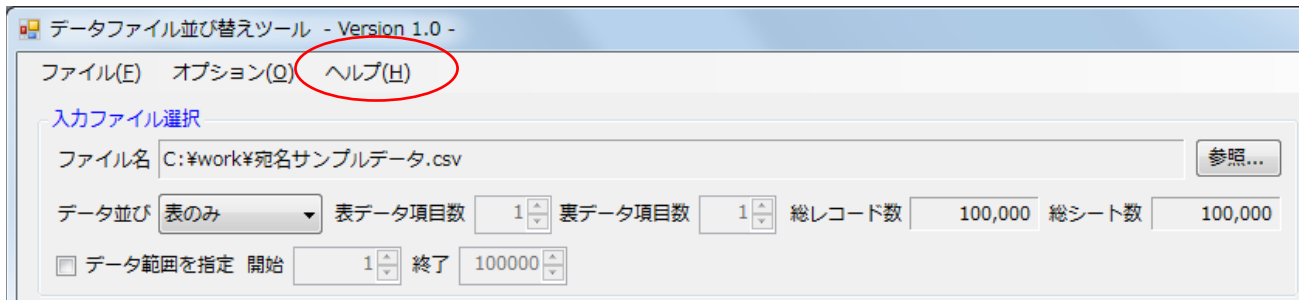 データファイル並び替えツール - Version 1.0 -
ファイル(F) オプション(O) ヘルプ(H)
入力ファイル選択
ファイル名 C:¥work¥宛名サンプルデータ.csv 参照...
データ並び 表のみ 表データ項目数 1 裏データ項目数 1 総レコード数 100,000 総シート数 100,000
データ範囲を指定 開始 1 終了 100000